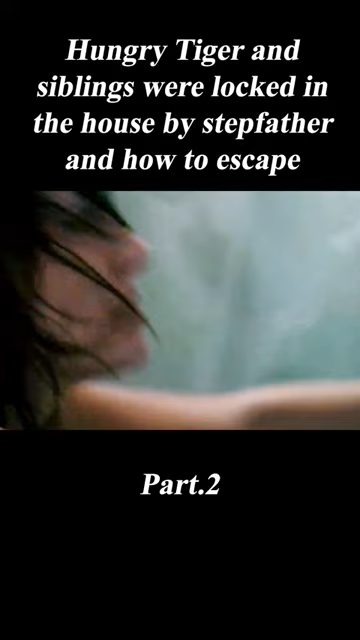 Hungry Tiger and
siblings were locked in
the house by stepfather
and how to escape
Part.2